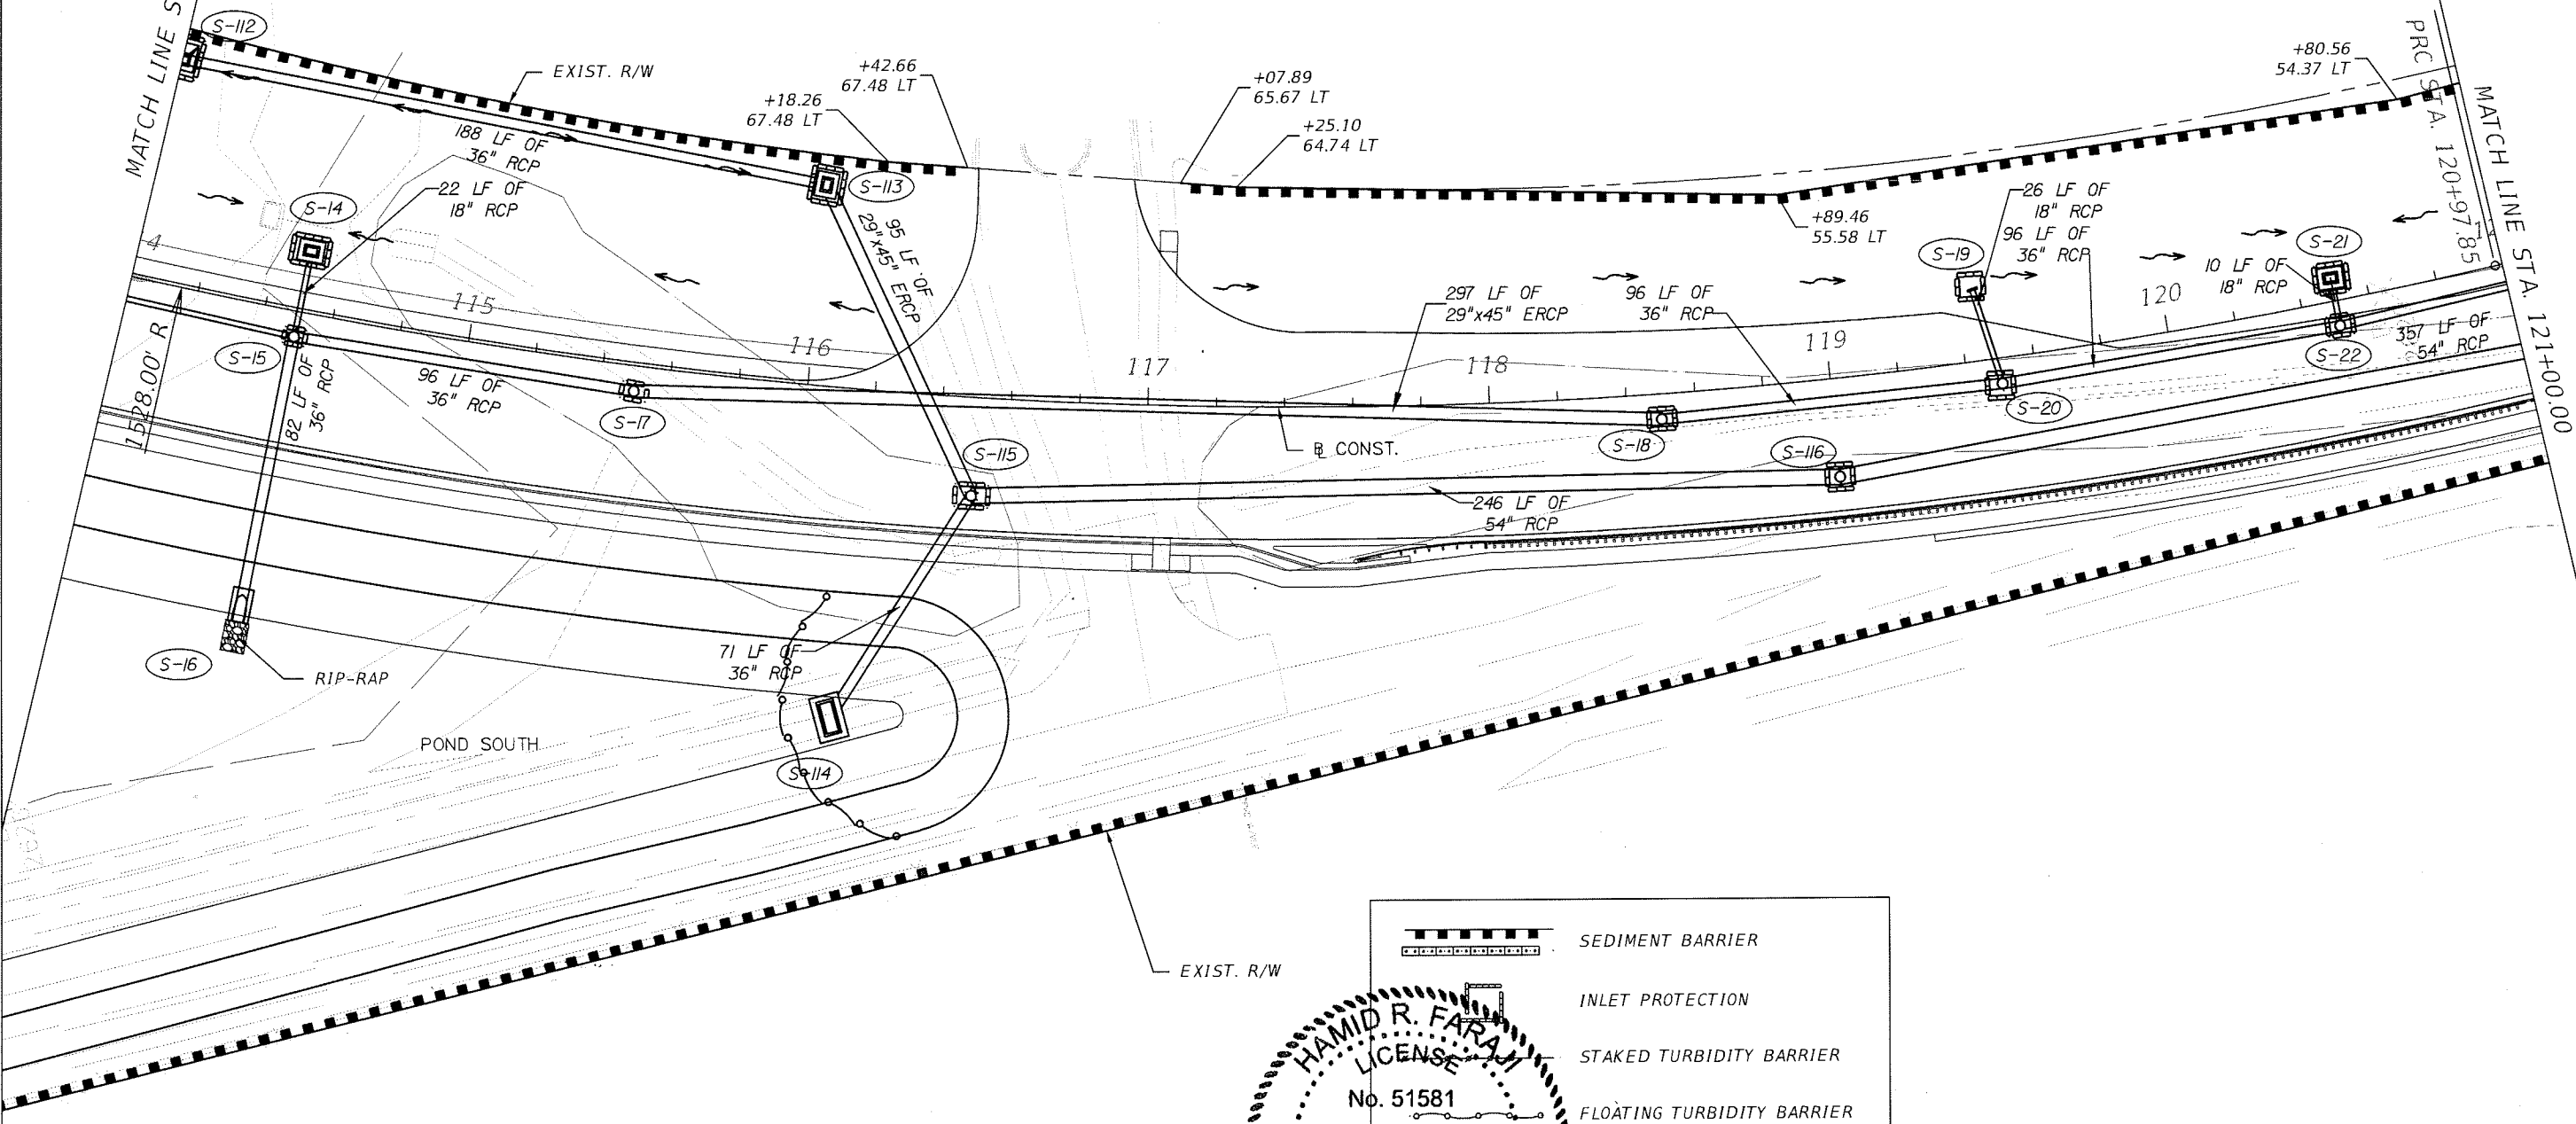 MATCH LINE S
S-112
EXIST. R/W
+42.66
67.48 LT
+18.26
67.48 LT
+07.89
65.67 LT
+25.10
64.74 LT
+80.56
54.37 LT
PRC STA. 120+97.85
MATCH LINE STA. 121+00.00
188 LF OF
36" RCP
S-113
22 LF OF
18" RCP
S-14
95 LF OF
29"x45" ERCP
+89.46
55.58 LT
26 LF OF
18" RCP
96 LF OF
36" RCP
S-19
S-21
10 LF OF
18" RCP
4
115
116
117
118
119
120
297 LF OF
29"x45" ERCP
96 LF OF
36" RCP
357 LF OF
54" RCP
S-22
S-15
1528.00' R
82 LF OF
36" RCP
96 LF OF
36" RCP
S-17
S-20
S-18
S-116
S-115
℄ CONST.
246 LF OF
54" RCP
71 LF OF
36" RCP
S-16
RIP-RAP
POND SOUTH
S-114
EXIST. R/W
SEDIMENT BARRIER
INLET PROTECTION
STAKED TURBIDITY BARRIER
FLOATING TURBIDITY BARRIER
HAMID R. FARAJI
LICENSE
No. 51581